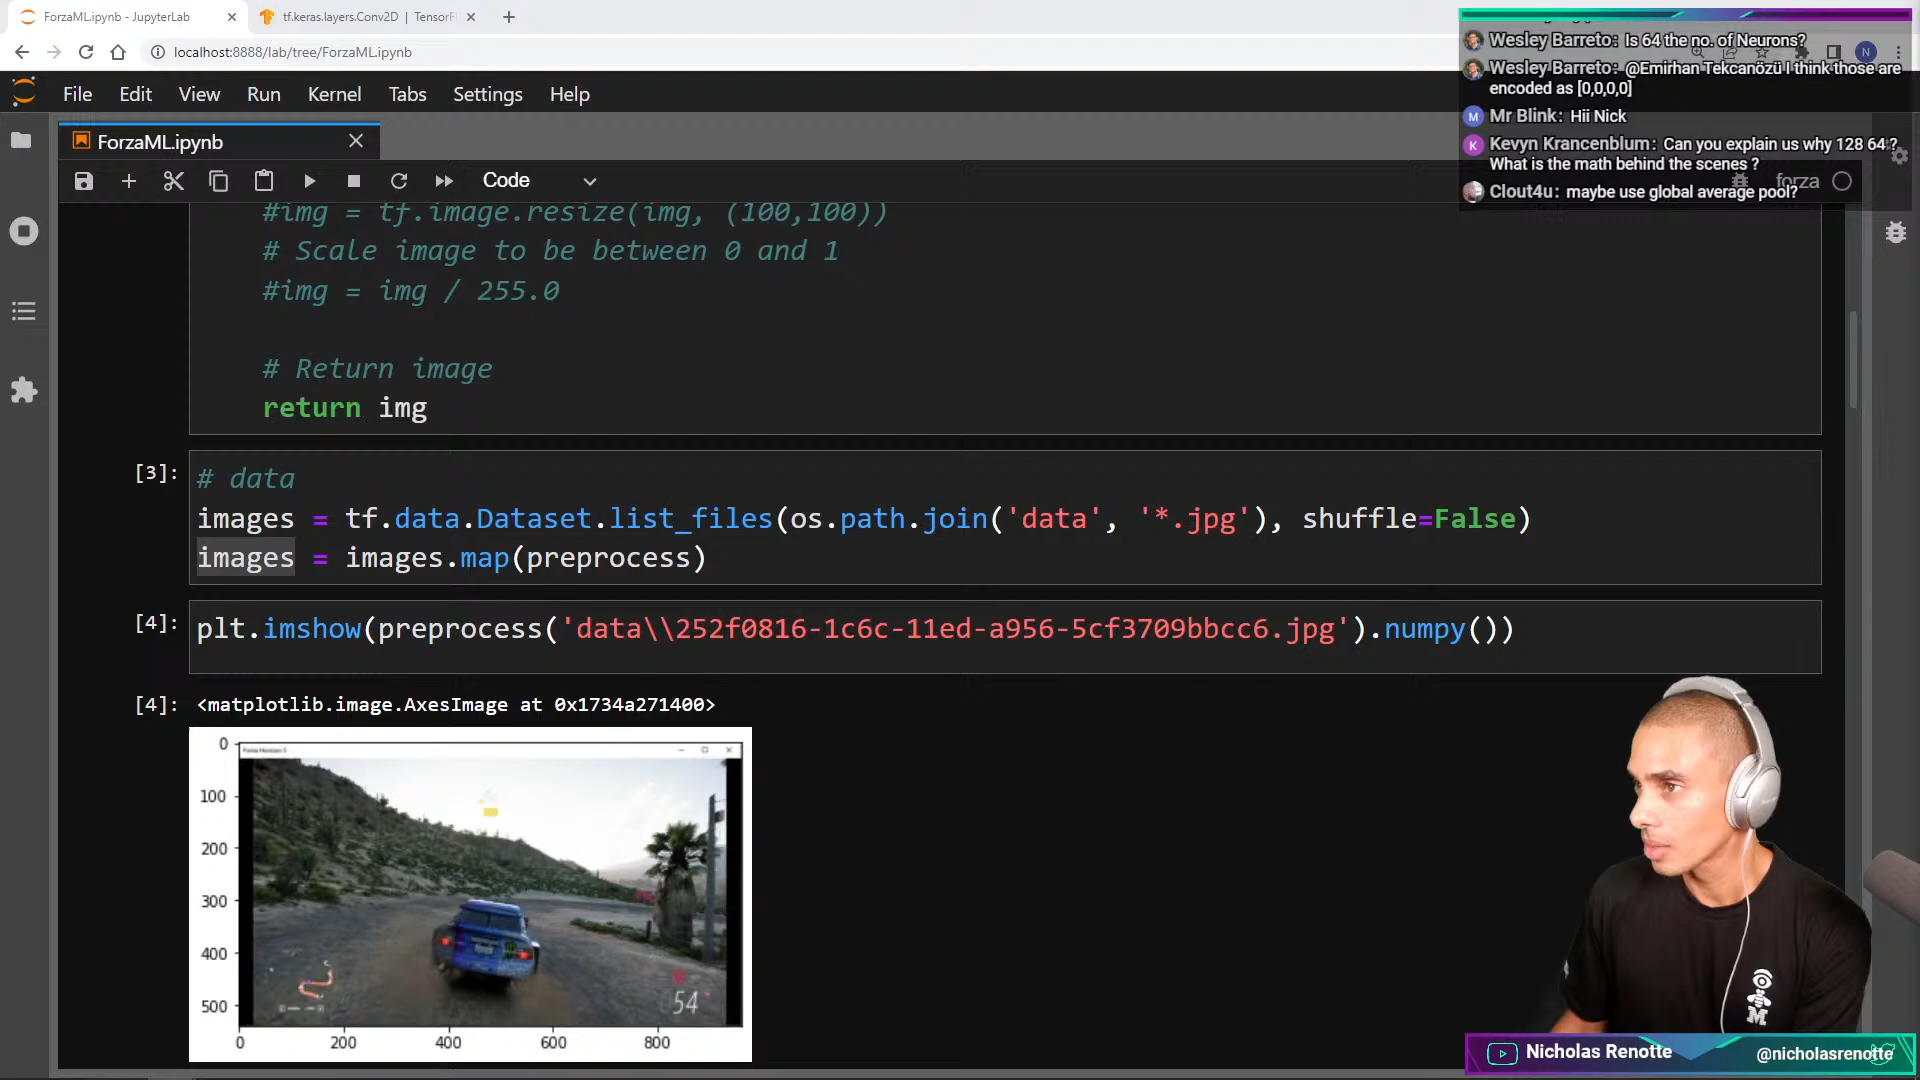 ForzaML.ipynb - JupyterLab
tf.keras.layers.Conv2D | TensorF
localhost:8888/lab/tree/ForzaML.ipynb
N
Wesley Barreto: Is 64 the no. of Neurons?
Wesley Barreto: @Emirhan Tekcanözü I think those are
encoded as [0,0,0,0]
M Mr Blink: Hii Nick
K Kevyn Krancenblum: Can you explain us why 128 64 ?
What is the math behind the scenes ?
Clout4u: maybe use global average pool?
File Edit View Run Kernel Tabs Settings Help
ForzaML.ipynb
Code
forza
#img = tf.image.resize(img, (100,100))
# Scale image to be between 0 and 1
#img = img / 255.0
# Return image
return img
[3]:
# data
images = tf.data.Dataset.list_files(os.path.join('data', '*.jpg'), shuffle=False)
images = images.map(preprocess)
[4]:
plt.imshow(preprocess('data\\252f0816-1c6c-11ed-a956-5cf3709bbcc6.jpg').numpy())
[4]:
<matplotlib.image.AxesImage at 0x1734a271400>
0
100
200
300
400
500
0 200 400 600 800
Forza Horizon 5
54
Nicholas Renotte
@nicholasrenotte